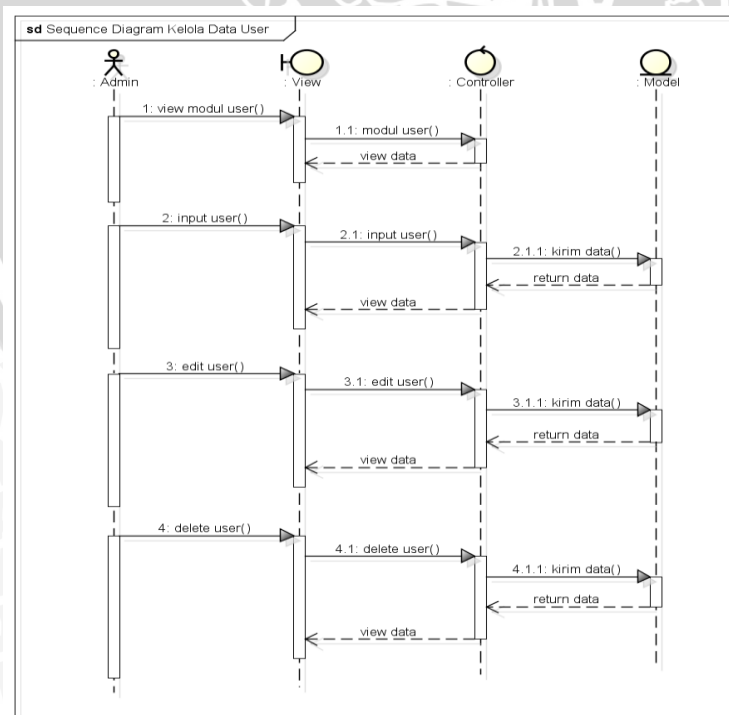 sd Sequence Diagram Kelola Data User
: Admin
: View
: Controller
: Model
1: view modul user()
1.1: modul user()
view data
2: input user()
2.1: input user()
2.1.1: kirim data()
return data
view data
3: edit user()
3.1: edit user()
3.1.1: kirim data()
return data
view data
4: delete user()
4.1: delete user()
4.1.1: kirim data()
return data
view data